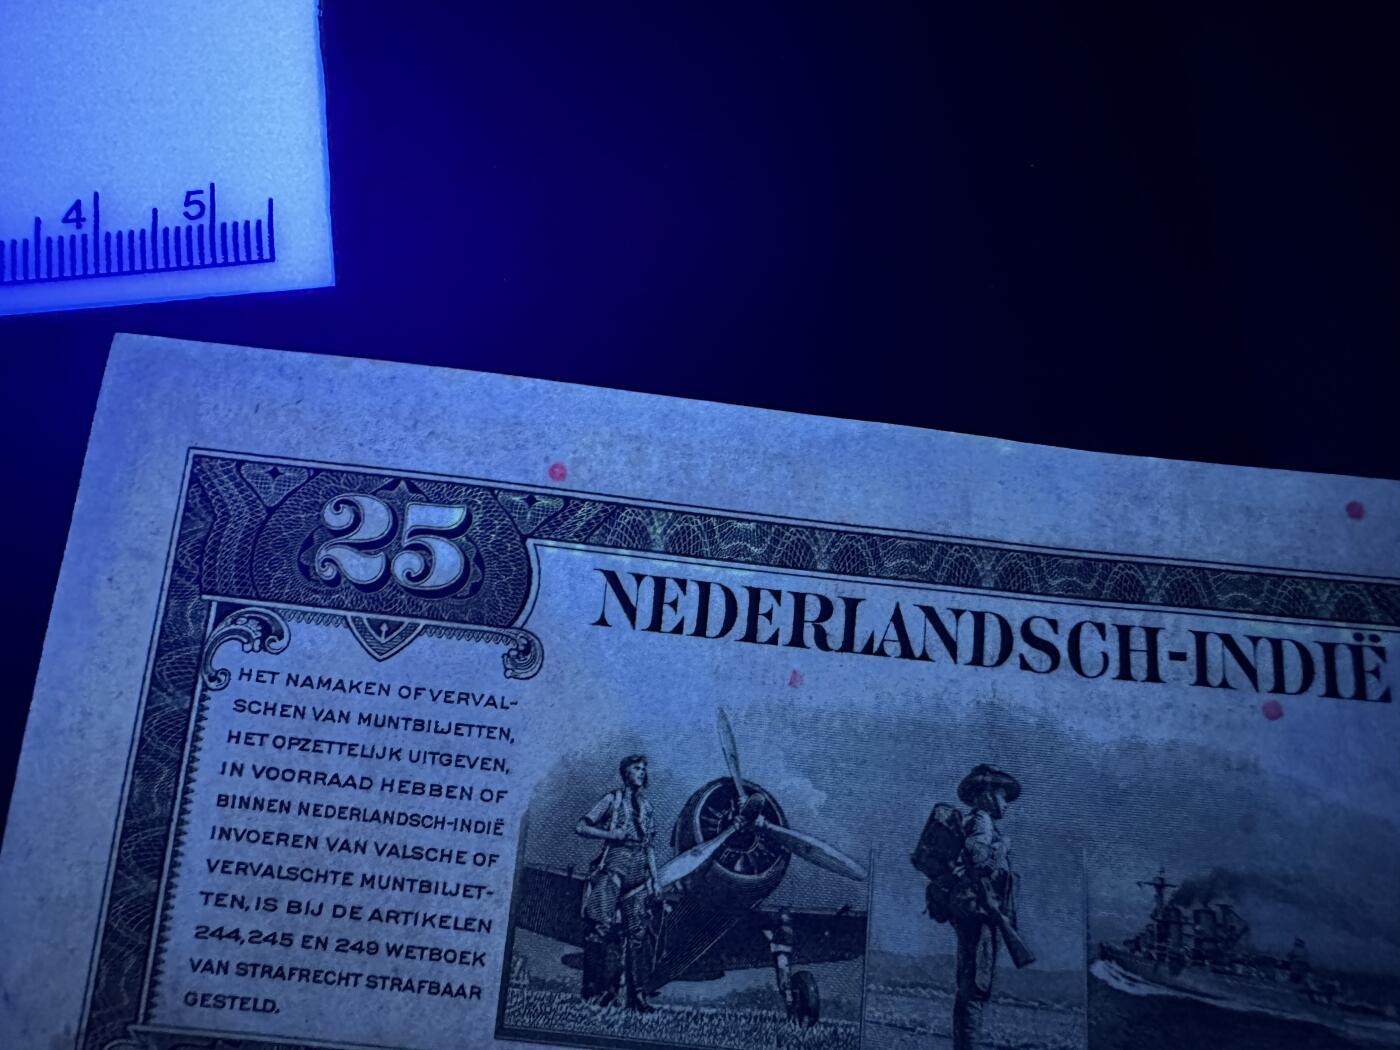 4 5
25
NEDERLANDSCH-INDIË
HET NAMAKEN OF VERVAL-
SCHEN VAN MUNTBILJETTEN,
HET OPZETTELIJK UITGEVEN,
IN VOORRAAD HEBBEN OF
BINNEN NEDERLANDSCH-INDIË
INVOEREN VAN VALSCHE OF
VERVALSCHTE MUNTBILJET-
TEN, IS BIJ DE ARTIKELEN
244, 245 EN 249 WETBOEK
VAN STRAFRECHT STRAFBAAR
GESTELD.